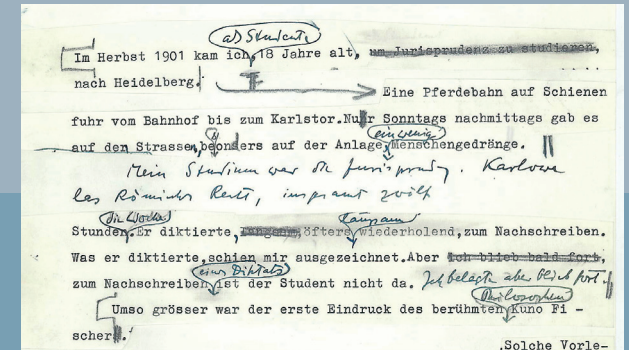 als Student
Im Herbst 1901 kam ich, 18 Jahre alt, um Jurisprudenz zu studieren,
nach Heidelberg.
Eine Pferdebahn auf Schienen
fuhr vom Bahnhof bis zum Karlstor. Nur Sonntags nachmittags gab es
ein wenig
auf den Strassen, besonders auf der Anlage, Menschengedränge.
Mein Studium war die Jurisprudenz. Karlowa
las Römisches Recht, insgesamt zwölf
die Woche langsam
Stunden. Er diktierte, öfters wiederholend, zum Nachschreiben.
Was er diktierte, schien mir ausgezeichnet. Aber ich blieb bald fort,
eines Diktats
zum Nachschreiben ist der Student nicht da. Ich belegte aber blieb fort.
Philosophen
Umso grösser war der erste Eindruck des berühmten Kuno Fi -
scher.
.Solche Vorle-